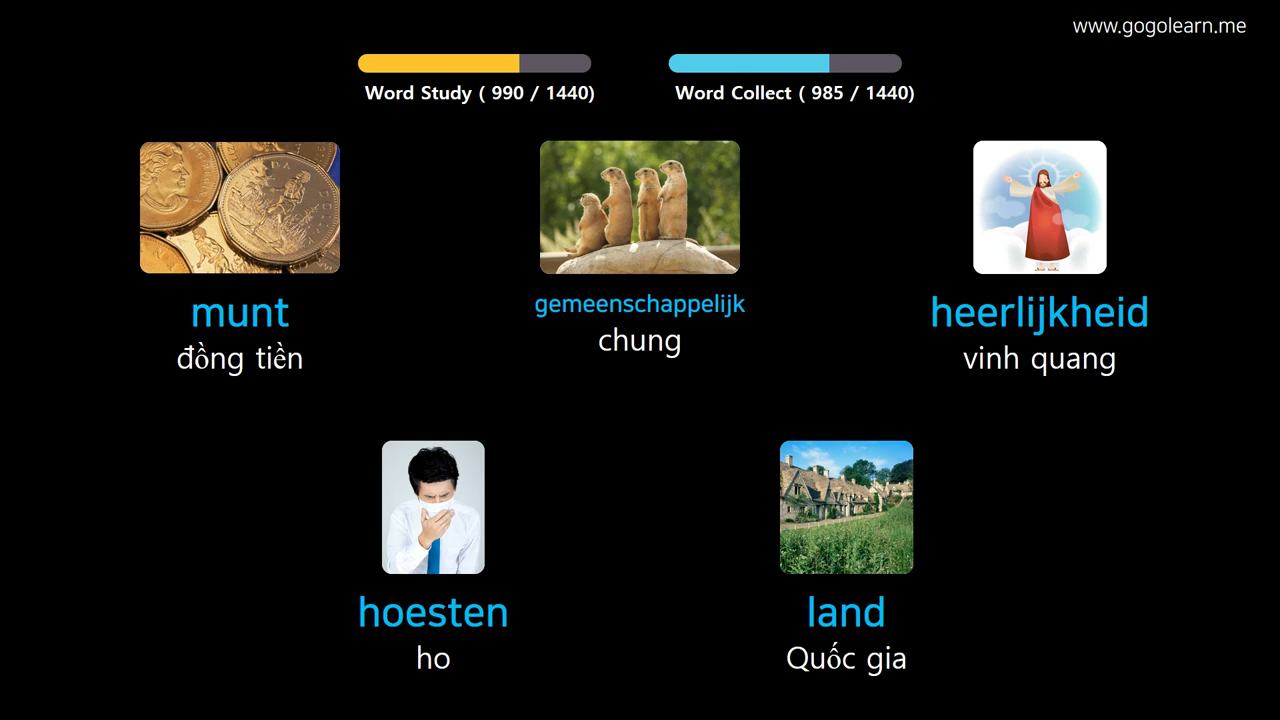 www.gogolearn.me
Word Study ( 990 / 1440)
Word Collect ( 985 / 1440)
munt
đồng tiền
gemeenschappelijk
chung
heerlijkheid
vinh quang
hoesten
ho
land
Quốc gia